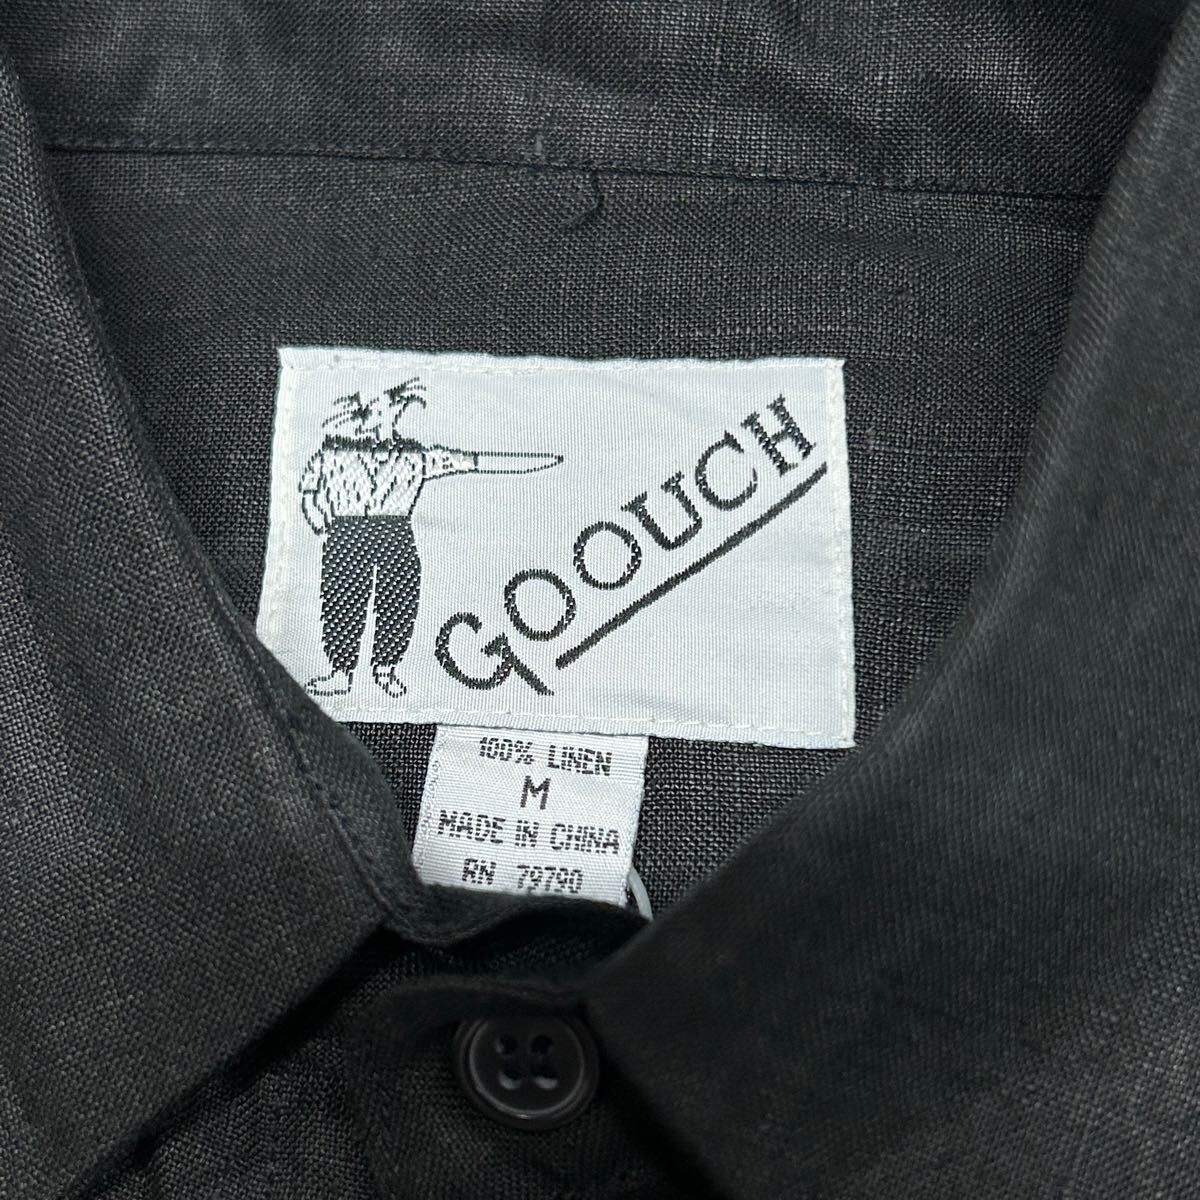 GOOUCH
100% LINEN
M
MADE IN CHINA
RN 79790